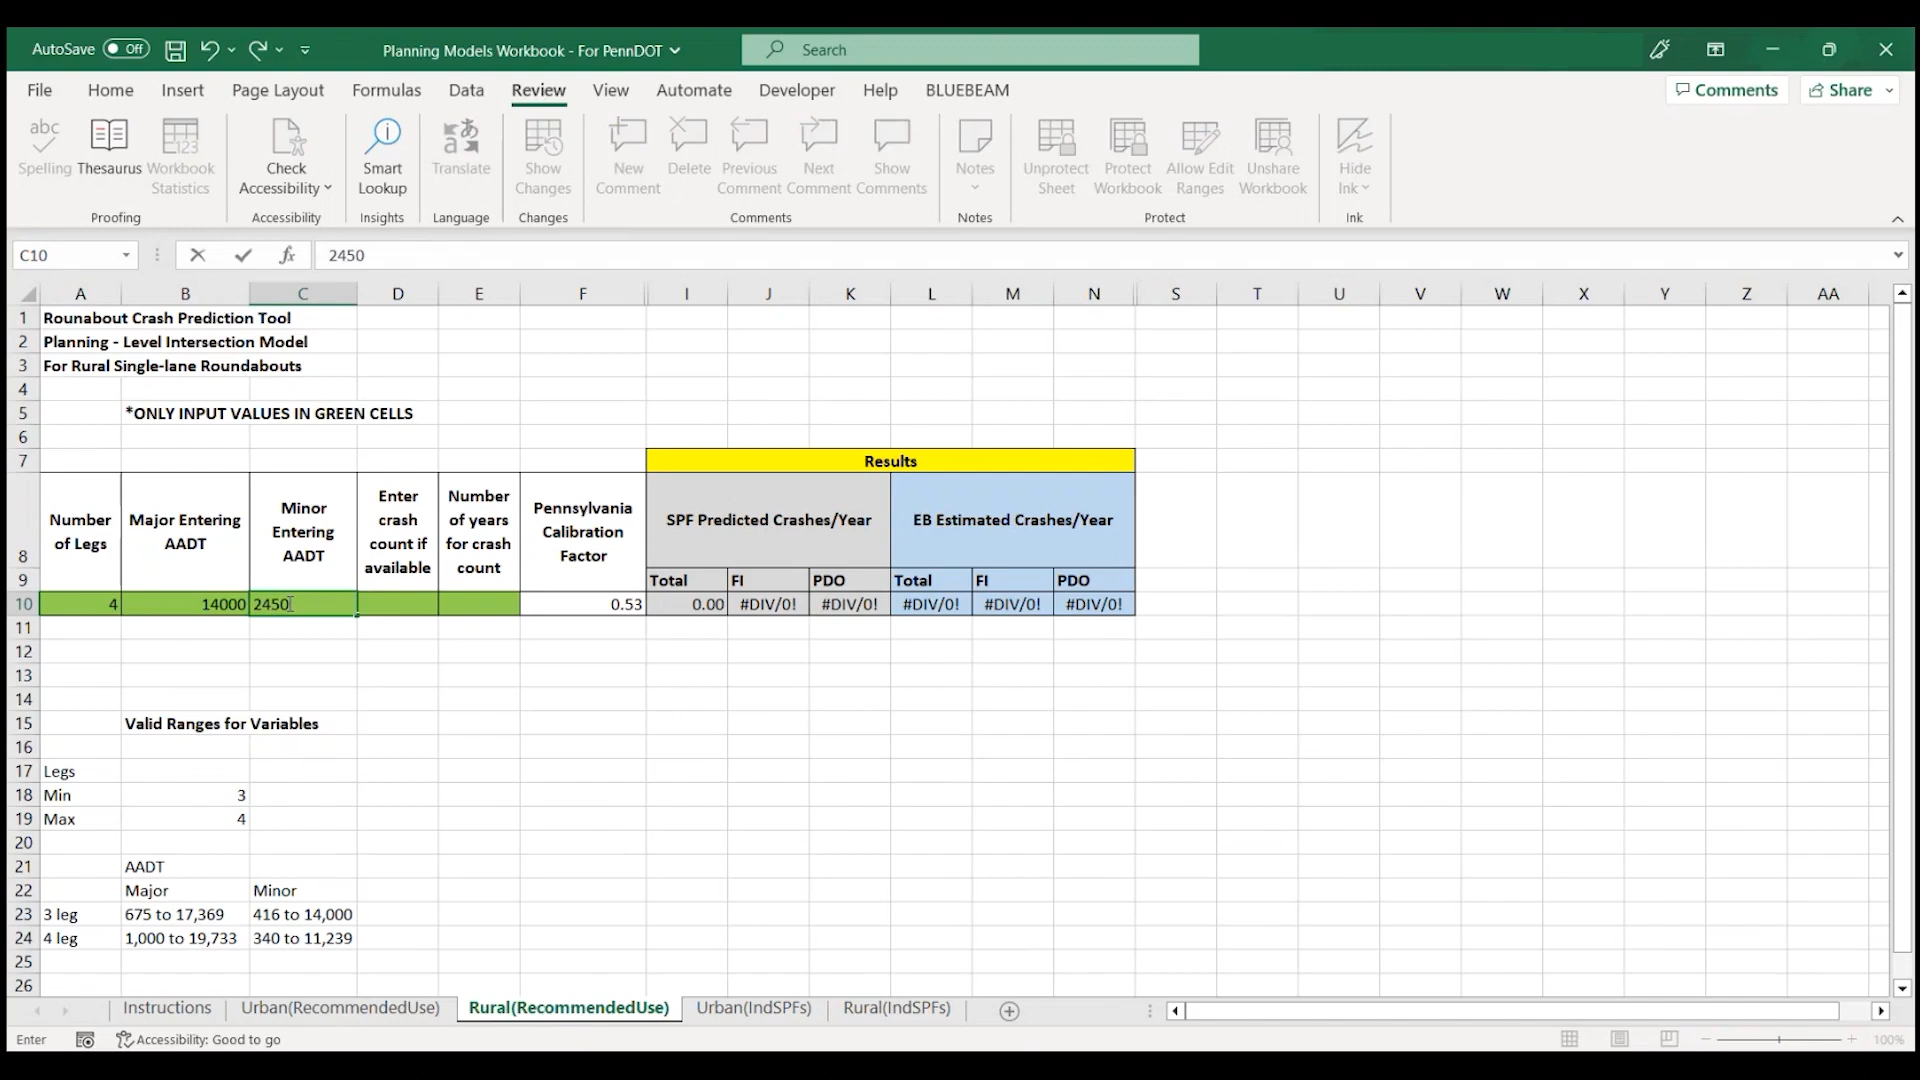 AutoSave Off Planning Models Workbook - For PennDOT Search
File Home Insert Page Layout Formulas Data Review View Automate Developer Help BLUEBEAM Comments Share
abc
123
Spelling Thesaurus Workbook Statistics
Check Accessibility
Smart Lookup
Translate
Show Changes
New Comment
Delete
Previous Comment
Next Comment
Show Comments
Notes
Unprotect Sheet
Protect Workbook
Allow Edit Ranges
Unshare Workbook
Hide Ink
Proofing Accessibility Insights Language Changes Comments Notes Protect Ink
C10 fx 2450
A B C D E F I J K L M N S T U V W X Y Z AA
1 Rounabout Crash Prediction Tool
2 Planning - Level Intersection Model
3 For Rural Single-lane Roundabouts
4
5 *ONLY INPUT VALUES IN GREEN CELLS
6
7 Results
8
Number of Legs
Major Entering AADT
Minor Entering AADT
Enter crash count if available
Number of years for crash count
Pennsylvania Calibration Factor
SPF Predicted Crashes/Year
EB Estimated Crashes/Year
9 Total FI PDO Total FI PDO
10 4 14000 2450 0.53 0.00 #DIV/0! #DIV/0! #DIV/0! #DIV/0! #DIV/0!
11
12
13
14
15 Valid Ranges for Variables
16
17 Legs
18 Min 3
19 Max 4
20
21 AADT
22 Major Minor
23 3 leg 675 to 17,369 416 to 14,000
24 4 leg 1,000 to 19,733 340 to 11,239
25
26
Instructions Urban(RecommendedUse) Rural(RecommendedUse) Urban(IndSPFs) Rural(IndSPFs)
Enter Accessibility: Good to go 100%